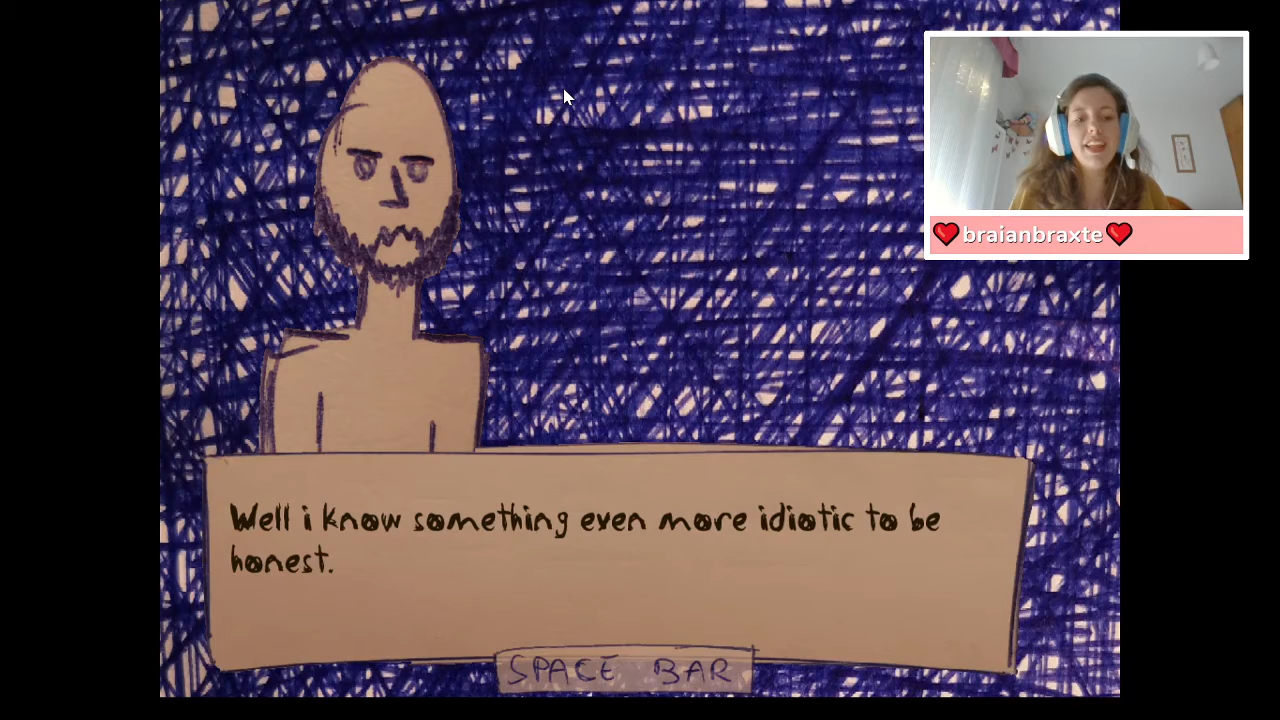 braianbraxte
Well i know something even more idiotic to be
honest.
SPACE BAR